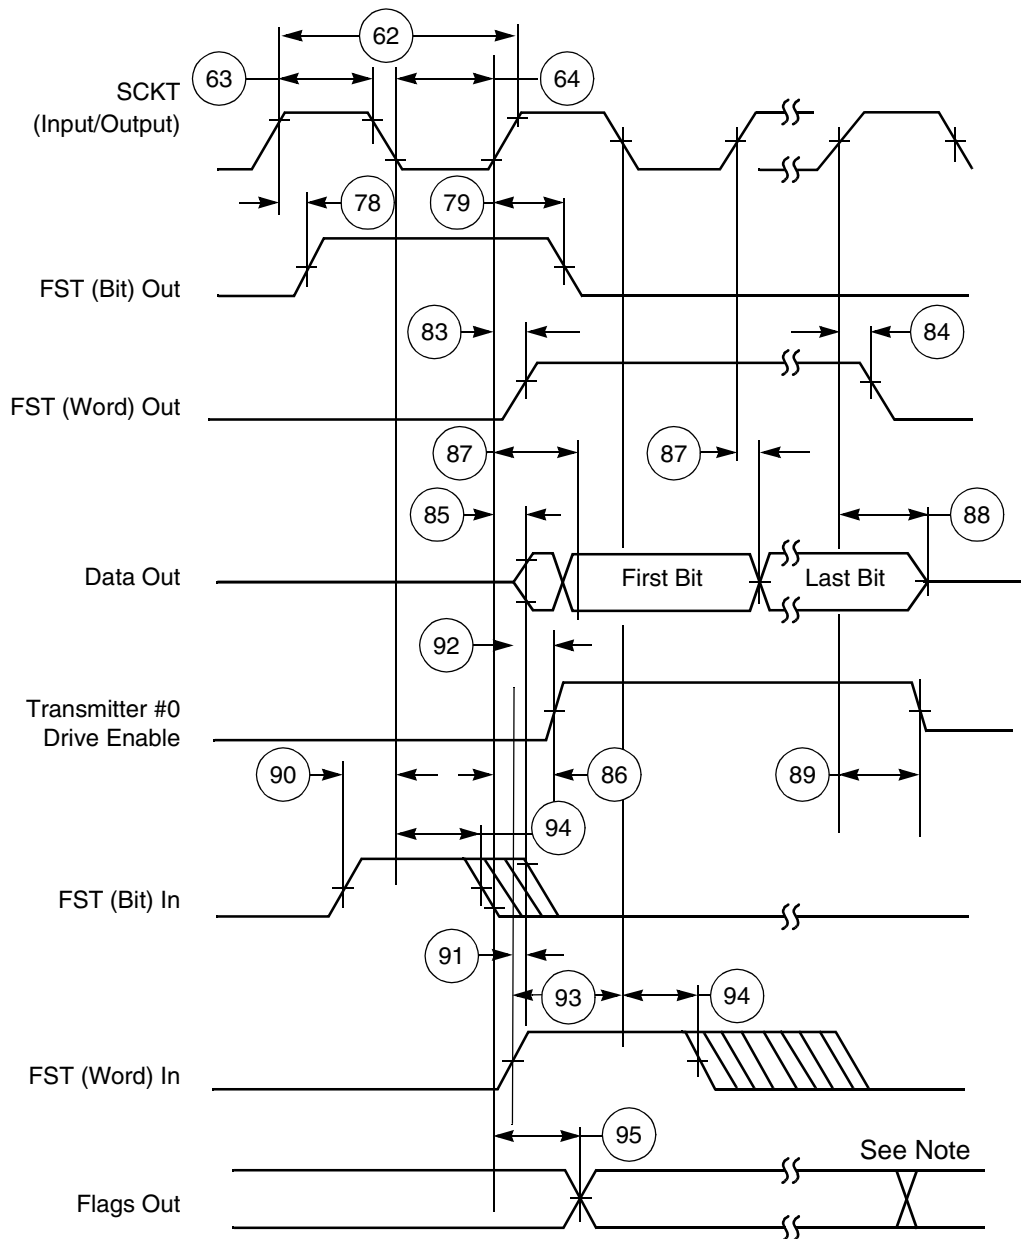 62
63
64
SCKT
(Input/Output)
78
79
FST (Bit) Out
83
84
FST (Word) Out
87
87
85
88
Data Out
First Bit
Last Bit
92
Transmitter #0
Drive Enable
90
86
89
94
FST (Bit) In
91
93
94
FST (Word) In
95
See Note
Flags Out